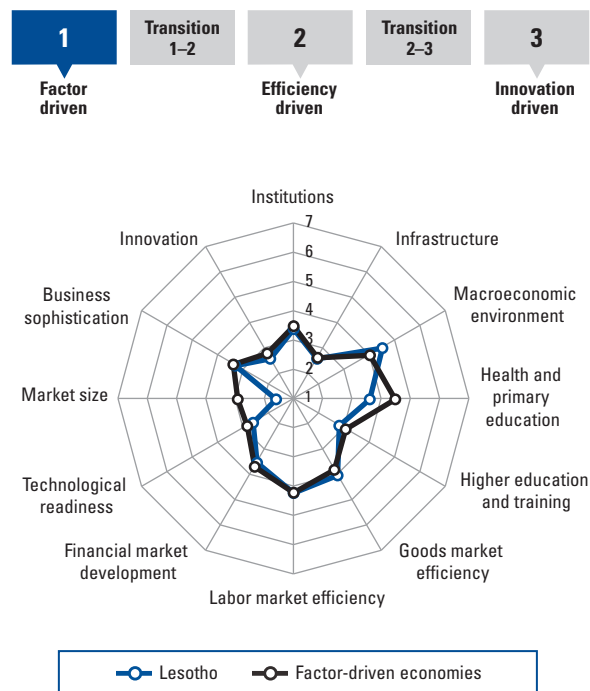 1
Transition
1–2
2
Transition
2–3
3
Factor
driven
Efficiency
driven
Innovation
driven
Institutions
7
Innovation
Infrastructure
6
5
Business
sophistication
Macroeconomic
environment
4
3
2
Market size
1
Health and
primary
education
Technological
readiness
Higher education
and training
Financial market
development
Goods market
efficiency
Labor market efficiency
Lesotho
Factor-driven economies